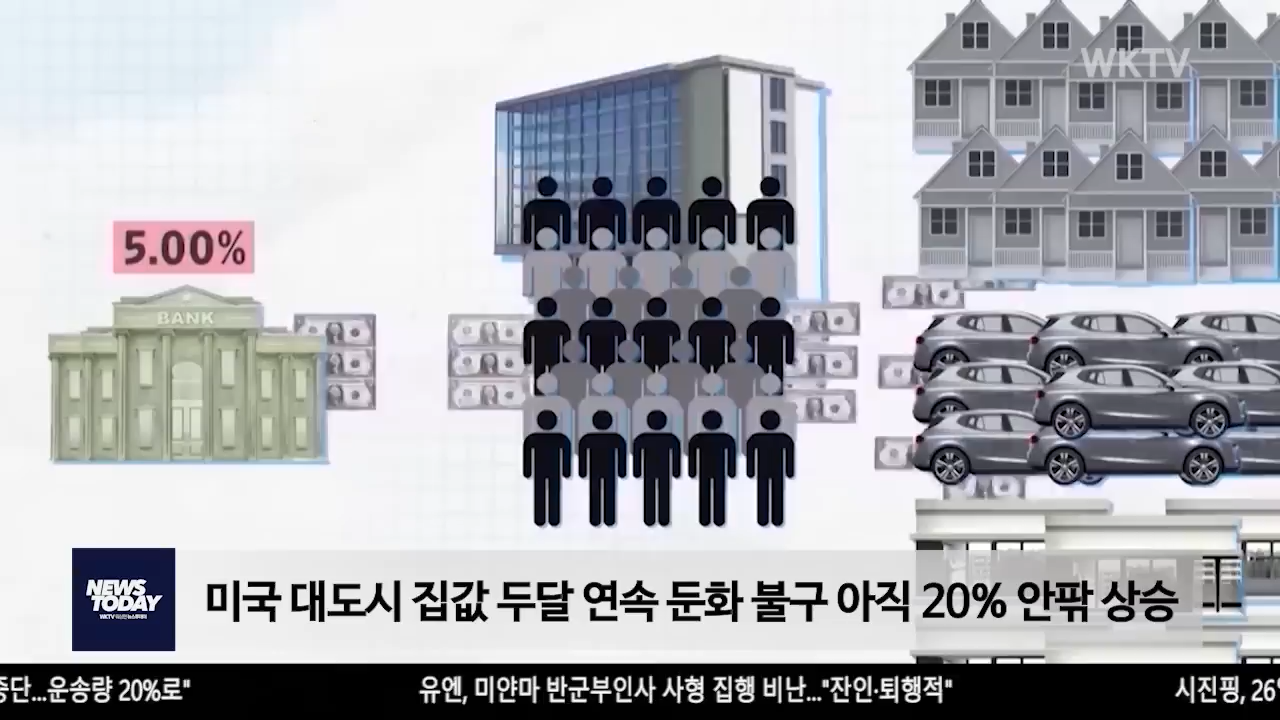 WKTV
5.00%
BANK
NEWS
TODAY
미국 대도시 집값 두달 연속 둔화 불구 아직 20% 안팎 상승
중단...운송량 20%로" 유엔, 미얀마 반군부인사 사형 집행 비난..."잔인·퇴행적" 시진핑, 26